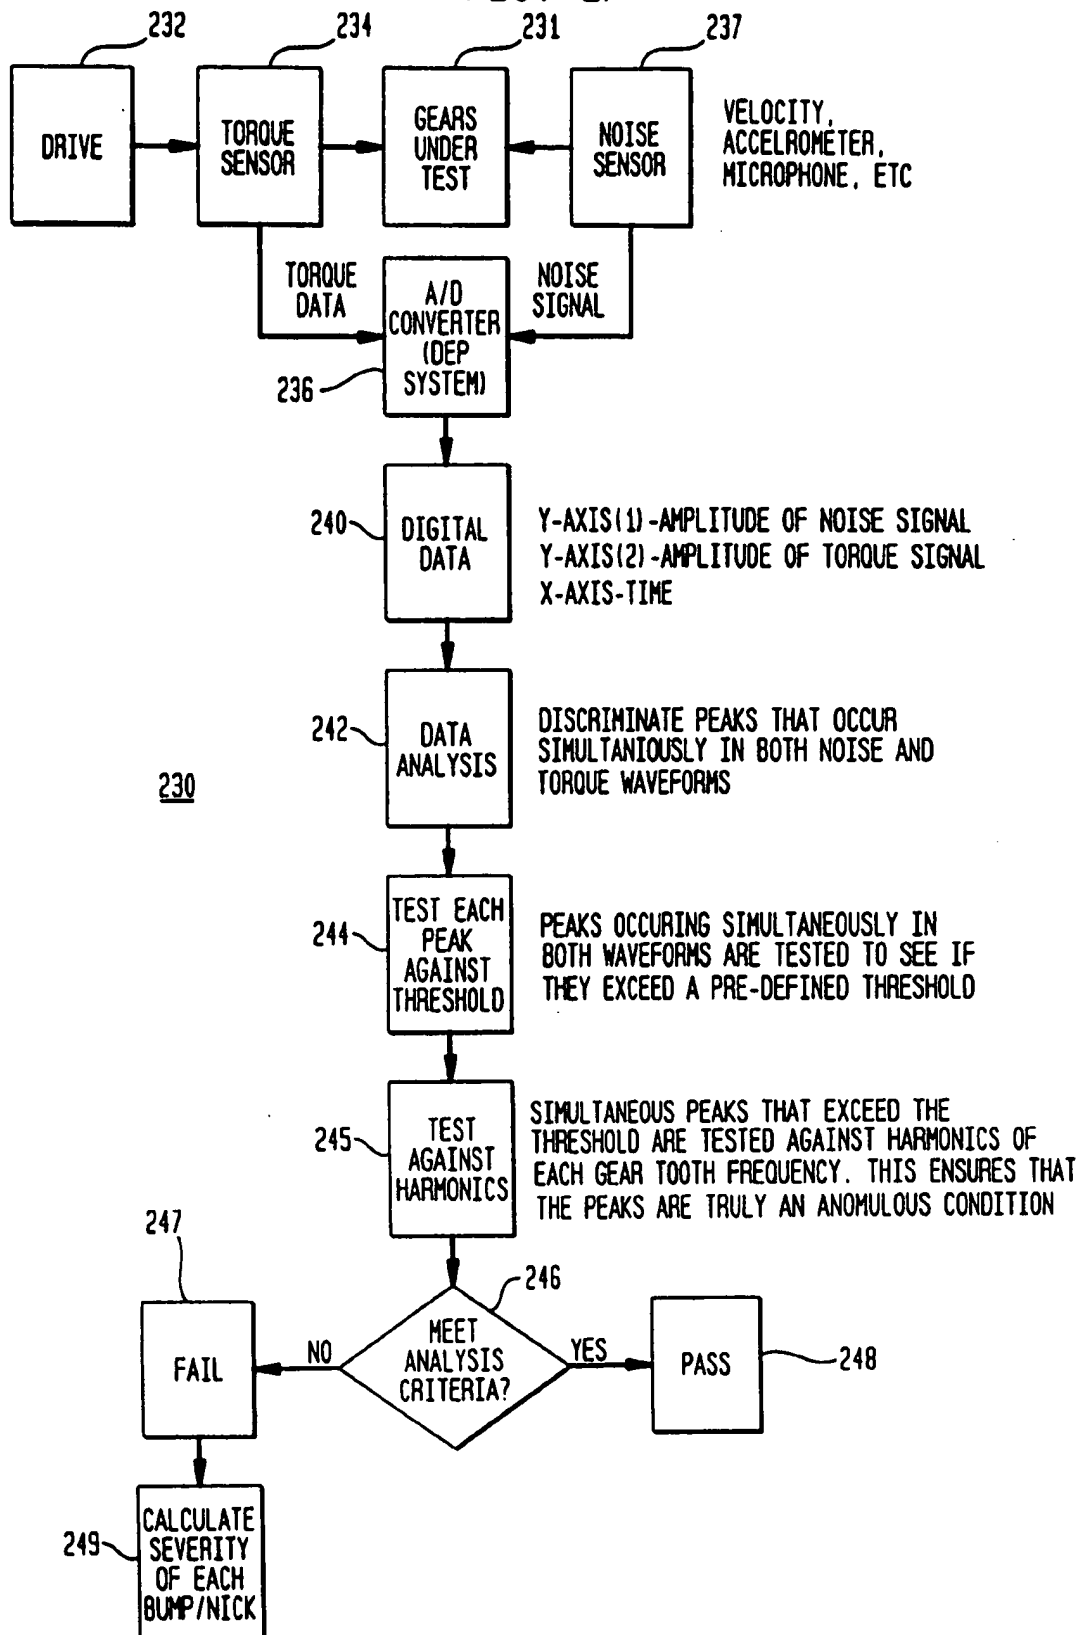 232
234
231
237
DRIVE
TORQUE
SENSOR
GEARS
UNDER
TEST
NOISE
SENSOR
VELOCITY,
ACCELROMETER,
MICROPHONE, ETC
TORQUE
DATA
A/D
CONVERTER
(DEP
SYSTEM)
NOISE
SIGNAL
236
240
DIGITAL
DATA
Y-AXIS(1)-AMPLITUDE OF NOISE SIGNAL
Y-AXIS(2)-AMPLITUDE OF TORQUE SIGNAL
X-AXIS-TIME
242
DATA
ANALYSIS
DISCRIMINATE PEAKS THAT OCCUR
SIMULTANIOUSLY IN BOTH NOISE AND
TORQUE WAVEFORMS
230
244
TEST EACH
PEAK
AGAINST
THRESHOLD
PEAKS OCCURING SIMULTANEOUSLY IN
BOTH WAVEFORMS ARE TESTED TO SEE IF
THEY EXCEED A PRE-DEFINED THRESHOLD
245
TEST
AGAINST
HARMONICS
SIMULTANEOUS PEAKS THAT EXCEED THE
THRESHOLD ARE TESTED AGAINST HARMONICS OF
EACH GEAR TOOTH FREQUENCY. THIS ENSURES THAT
THE PEAKS ARE TRULY AN ANOMULOUS CONDITION
247
246
FAIL
NO
MEET
ANALYSIS
CRITERIA?
YES
PASS
248
249
CALCULATE
SEVERITY
OF EACH
BUMP/NICK